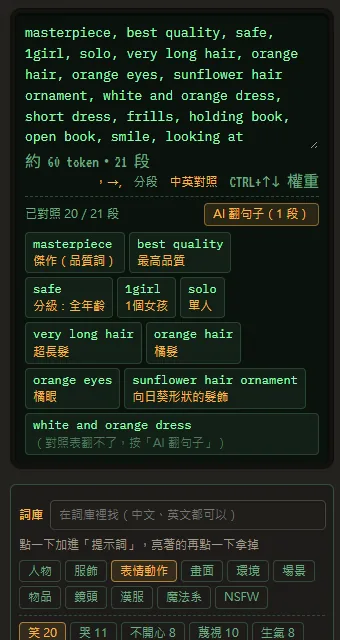 masterpiece, best quality, safe,
1girl, solo, very long hair, orange
hair, orange eyes, sunflower hair
ornament, white and orange dress,
short dress, frills, holding book,
open book, smile, looking at
約 60 token · 21 段
，→, 分段 中英對照 CTRL+↑↓ 權重
已對照 20 / 21 段 AI 翻句子（1 段）
masterpiece best quality
傑作（品質詞） 最高品質
safe 1girl solo
分級：全年齡 1個女孩 單人
very long hair orange hair
超長髮 橘髮
orange eyes sunflower hair ornament
橘眼 向日葵形狀的髮飾
white and orange dress
（對照表翻不了，按「AI 翻句子」）
詞庫 在詞庫裡找（中文、英文都可以）
點一下加進「提示詞」，亮著的再點一下拿掉
人物 服飾 表情動作 畫面 環境 場景
物品 鏡頭 漢服 魔法系 NSFW
笑 20 哭 11 不開心 8 蔑視 10 生氣 8